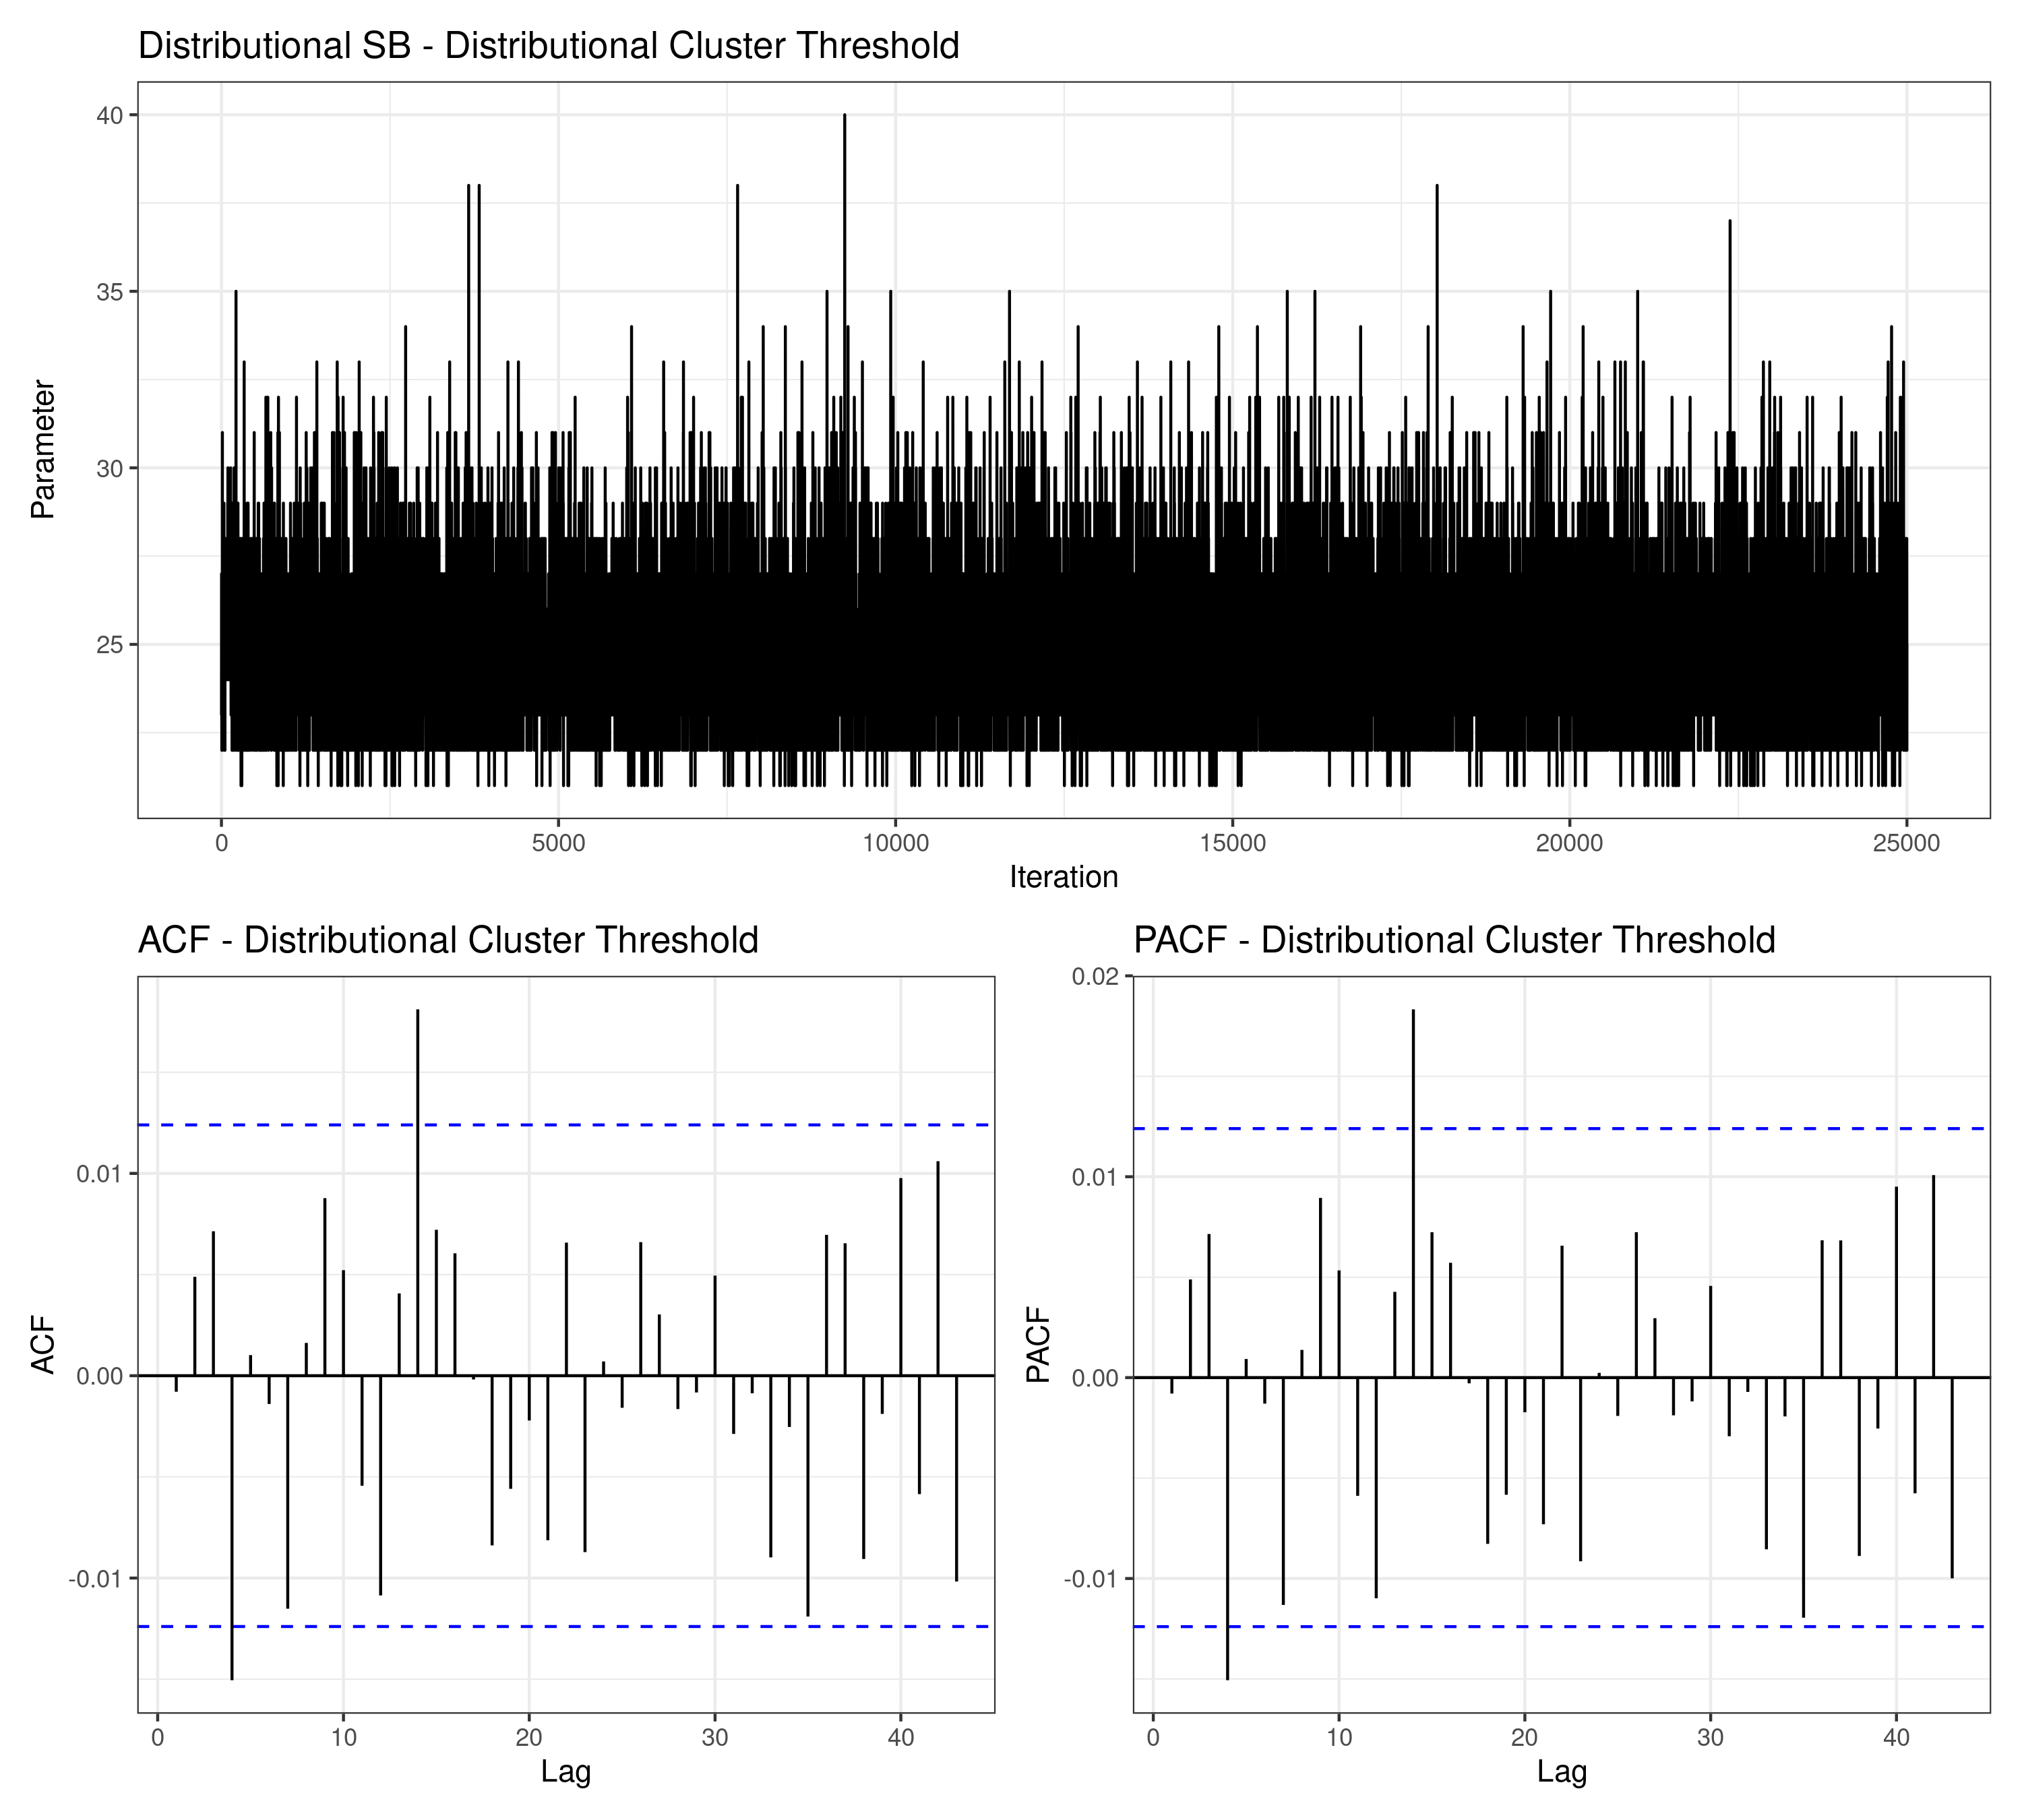 Distributional SB - Distributional Cluster Threshold
40
35
30
25
Parameter
0 5000 10000 15000 20000 25000
Iteration
ACF - Distributional Cluster Threshold
0.01
0.00
-0.01
ACF
0 10 20 30 40
Lag
PACF - Distributional Cluster Threshold
0.02
0.01
0.00
-0.01
PACF
0 10 20 30 40
Lag